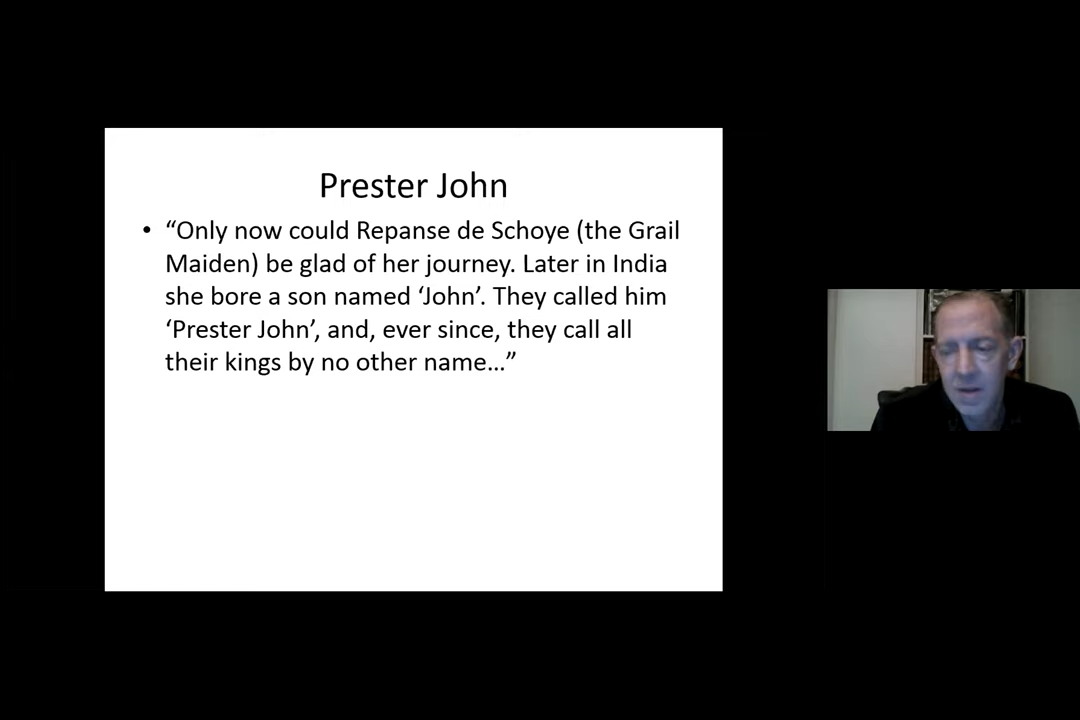 Prester John
• “Only now could Repanse de Schoye (the Grail
Maiden) be glad of her journey. Later in India
she bore a son named ‘John’. They called him
‘Prester John’, and, ever since, they call all
their kings by no other name…”